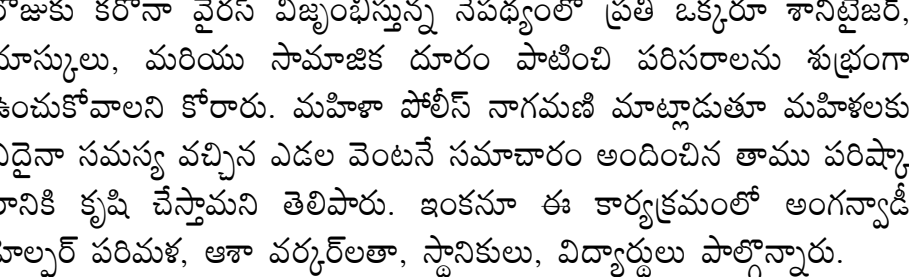 రోజుకు కరోనా వైరస్ విజృంభిస్తున్న నేపథ్యంలో ప్రతి ఒక్కరూ శానిటైజర్,
మాస్కులు, మరియు సామాజిక దూరం పాటించి పరిసరాలను శుభ్రంగా
ఉంచుకోవాలని కోరారు. మహిళా పోలీస్ నాగమణి మాట్లాడుతూ మహిళలకు
ఏదైనా సమస్య వచ్చిన ఎడల వెంటనే సమాచారం అందించిన తాము పరిష్కా
రానికి కృషి చేస్తామని తెలిపారు. ఇంకనూ ఈ కార్యక్రమంలో అంగన్వాడీ
హెల్పర్ పరిమళ, ఆశా వర్కర్‌లతా, స్థానికులు, విద్యార్థులు పాల్గొన్నారు.